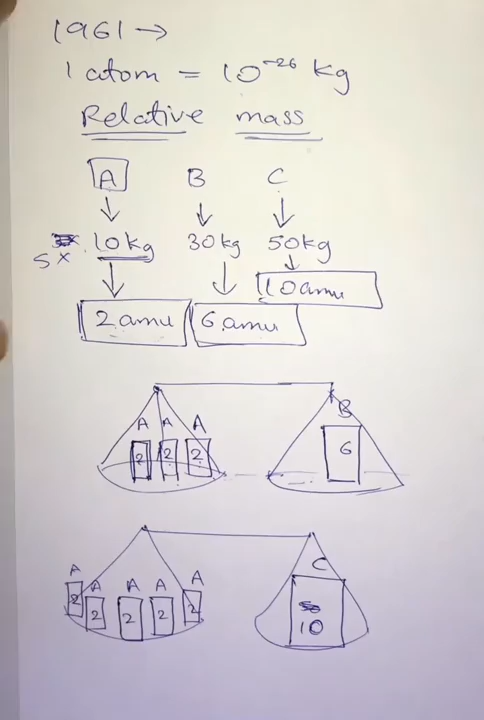 1961 →
1 atom = 10⁻²⁶ kg
Relative mass
A B C
5x 10kg 30kg 50kg
10amu
2amu 6amu
B
A A A
2 2 2 6
C
A A A A A
2 2 2 2 2
10